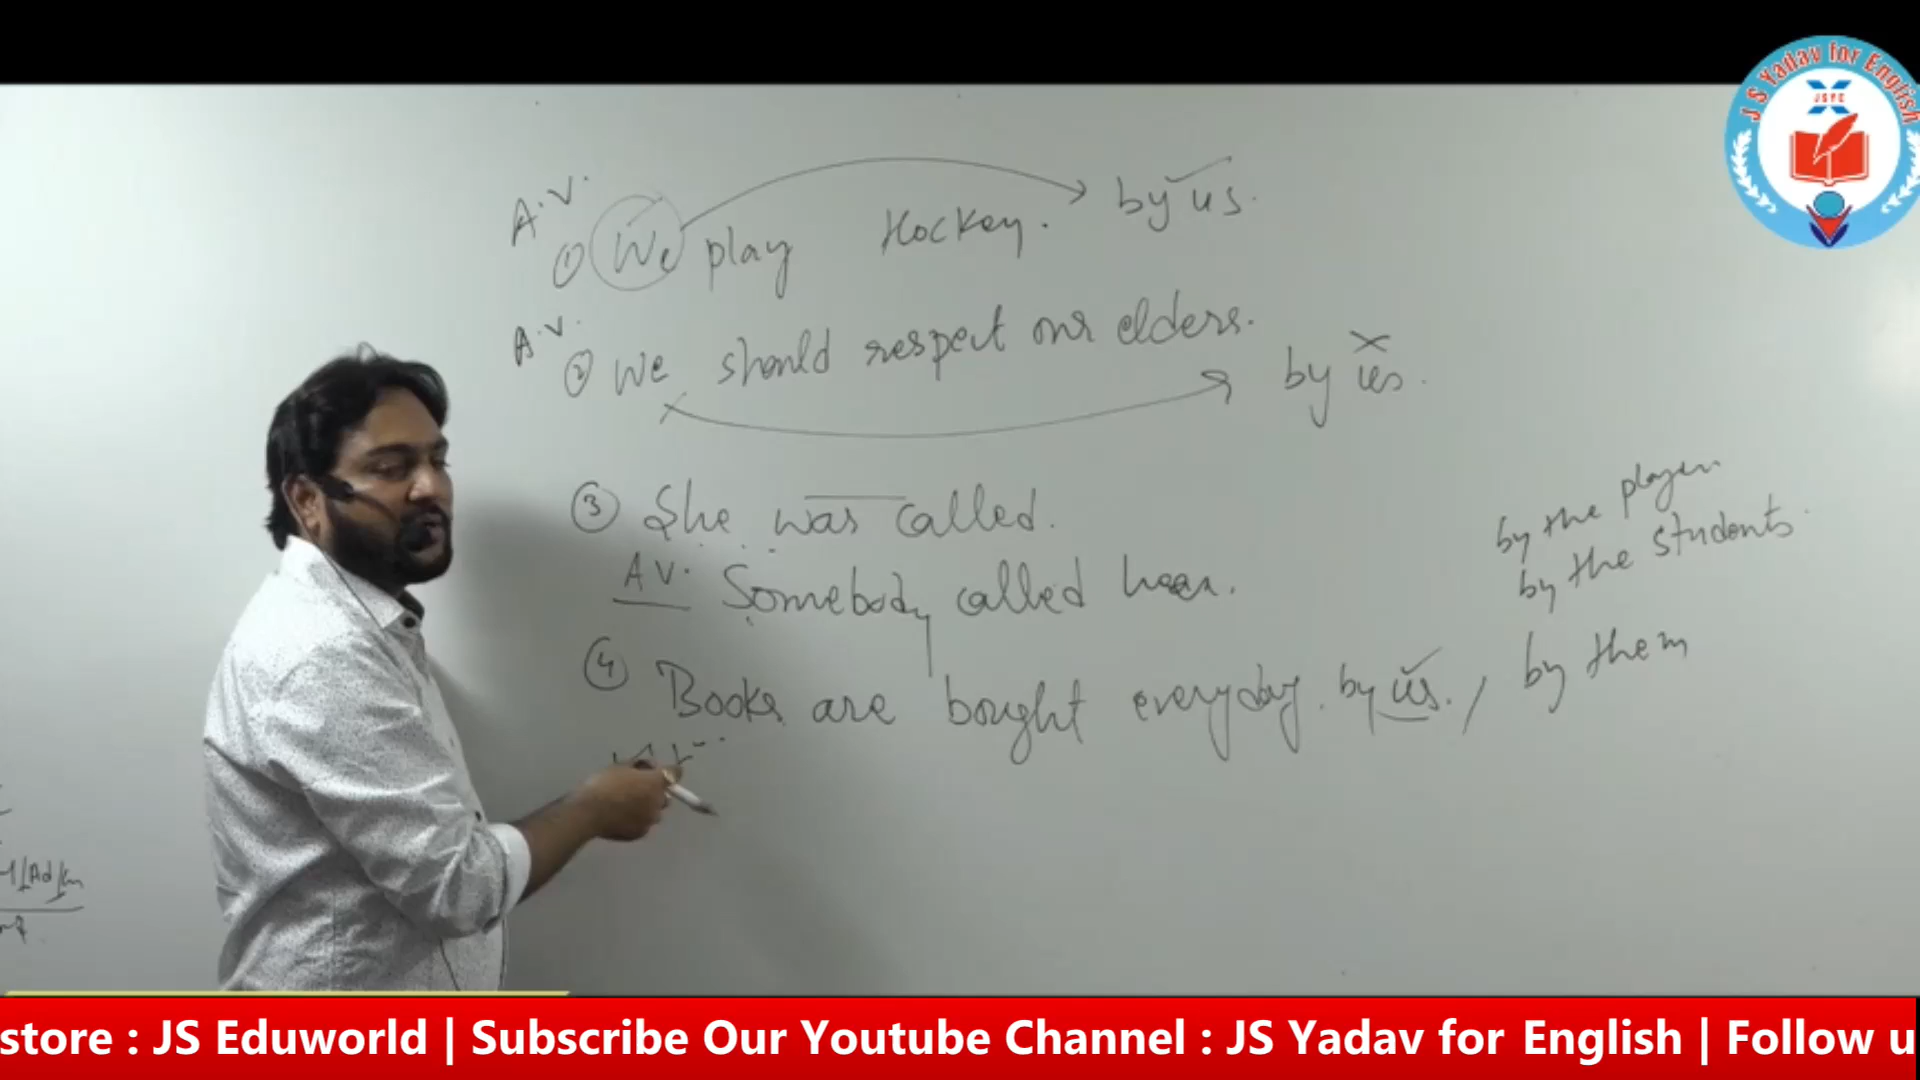 J S Yadav for English
JSYC
A.V.
① We play Hockey. by us.
A.V.
② We should respect our elders.
by us.
③ She was called.
A V. Somebody called her.
by the player
by the students
④ Books are bought everyday. by us. / by them
store : JS Eduworld | Subscribe Our Youtube Channel : JS Yadav for English | Follow u